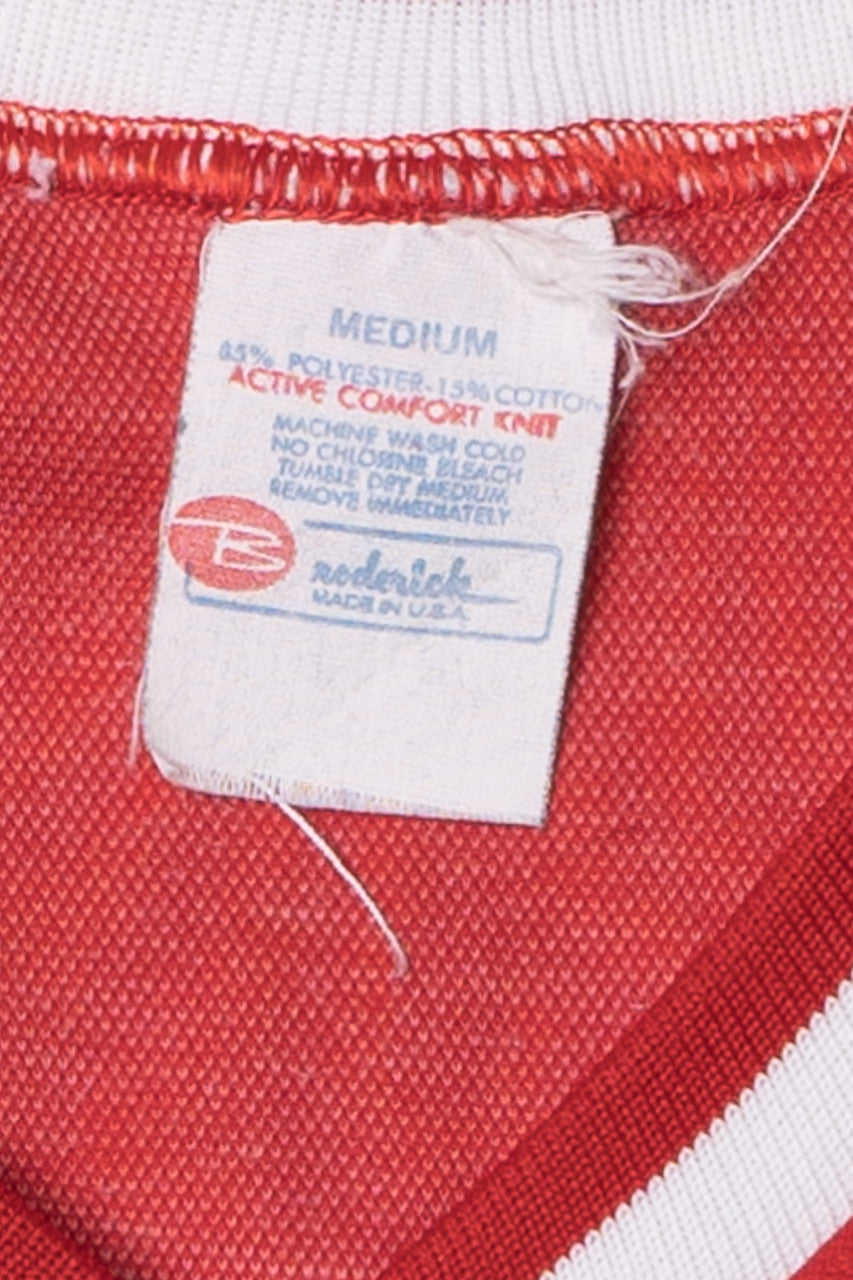 MEDIUM
85% POLYESTER-15% COTTON
ACTIVE COMFORT KNIT
MACHINE WASH COLD
NO CHLORINE BLEACH
TUMBLE DRY MEDIUM
REMOVE IMMEDIATELY
Broderick
MADE IN U.S.A.